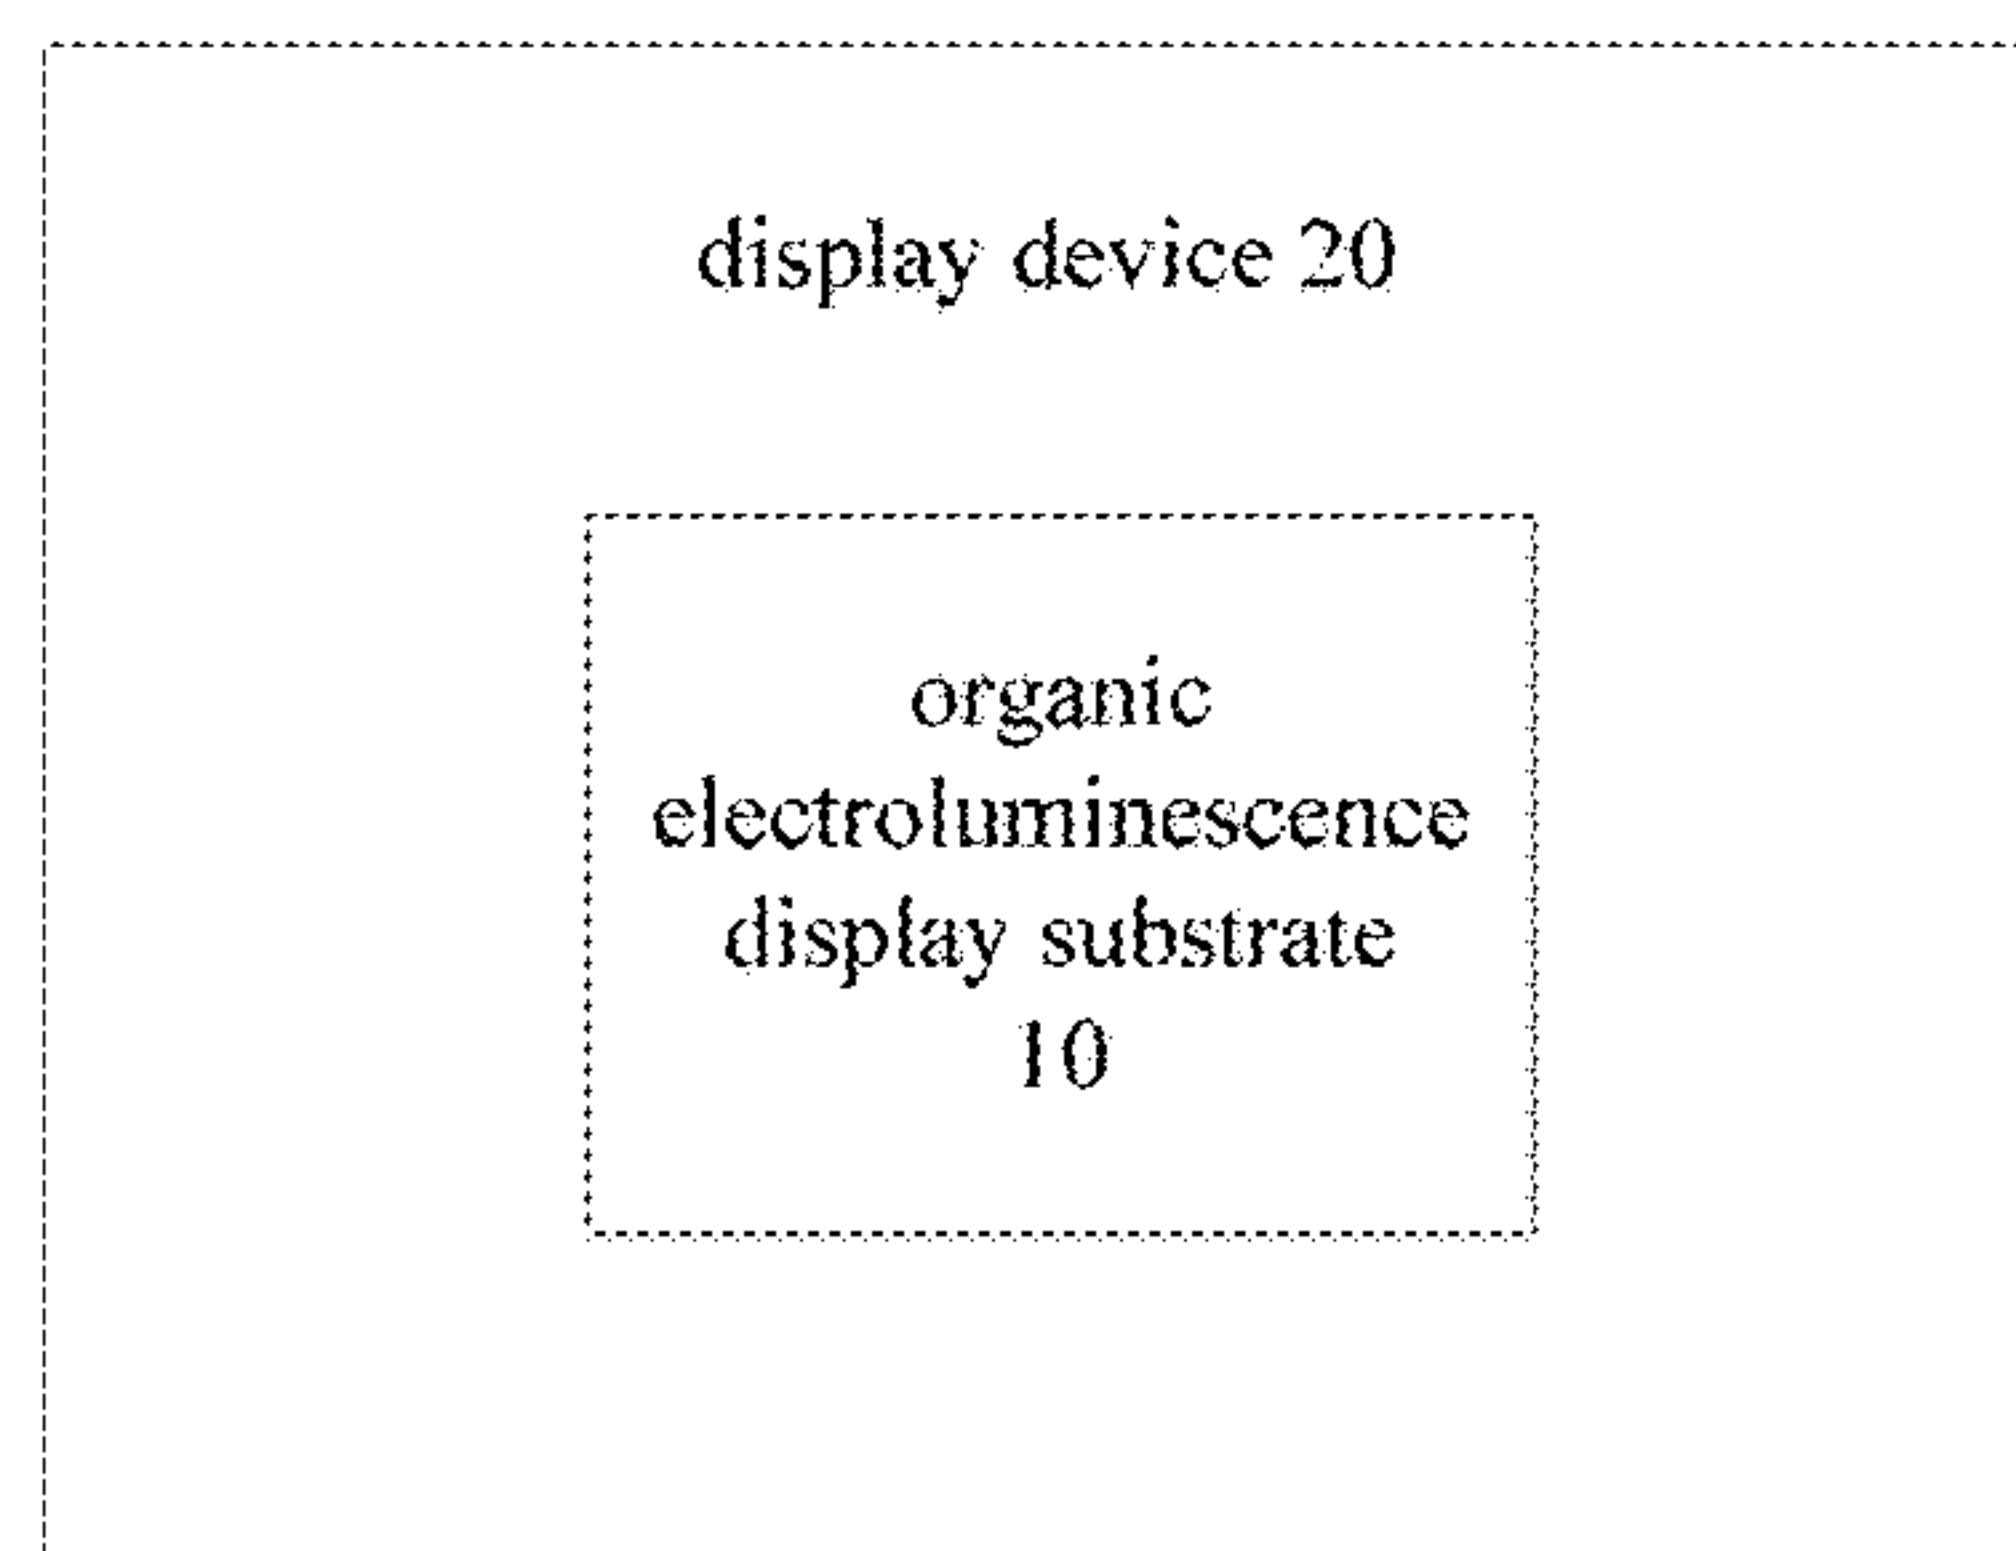 display device 20
organic
electroluminescence
display substrate
10